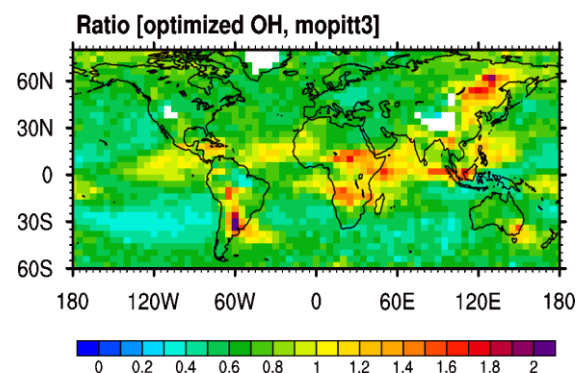 Ratio [optimized OH, mopitt3]
60N
30N
0
30S
60S
180 120W 60W 0 60E 120E 180
0 0.2 0.4 0.6 0.8 1 1.2 1.4 1.6 1.8 2